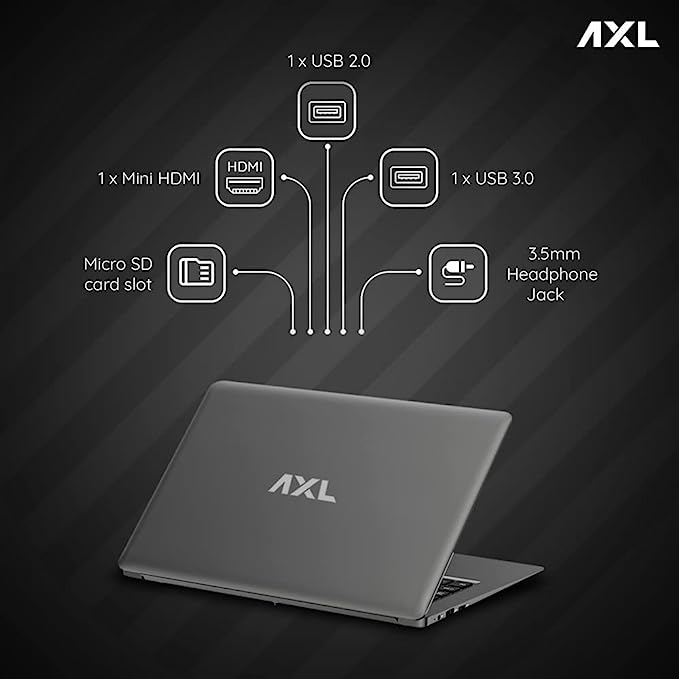 AXL
1 x USB 2.0
1 x Mini HDMI
HDMI
1 x USB 3.0
Micro SD
card slot
3.5mm
Headphone
Jack
AXL